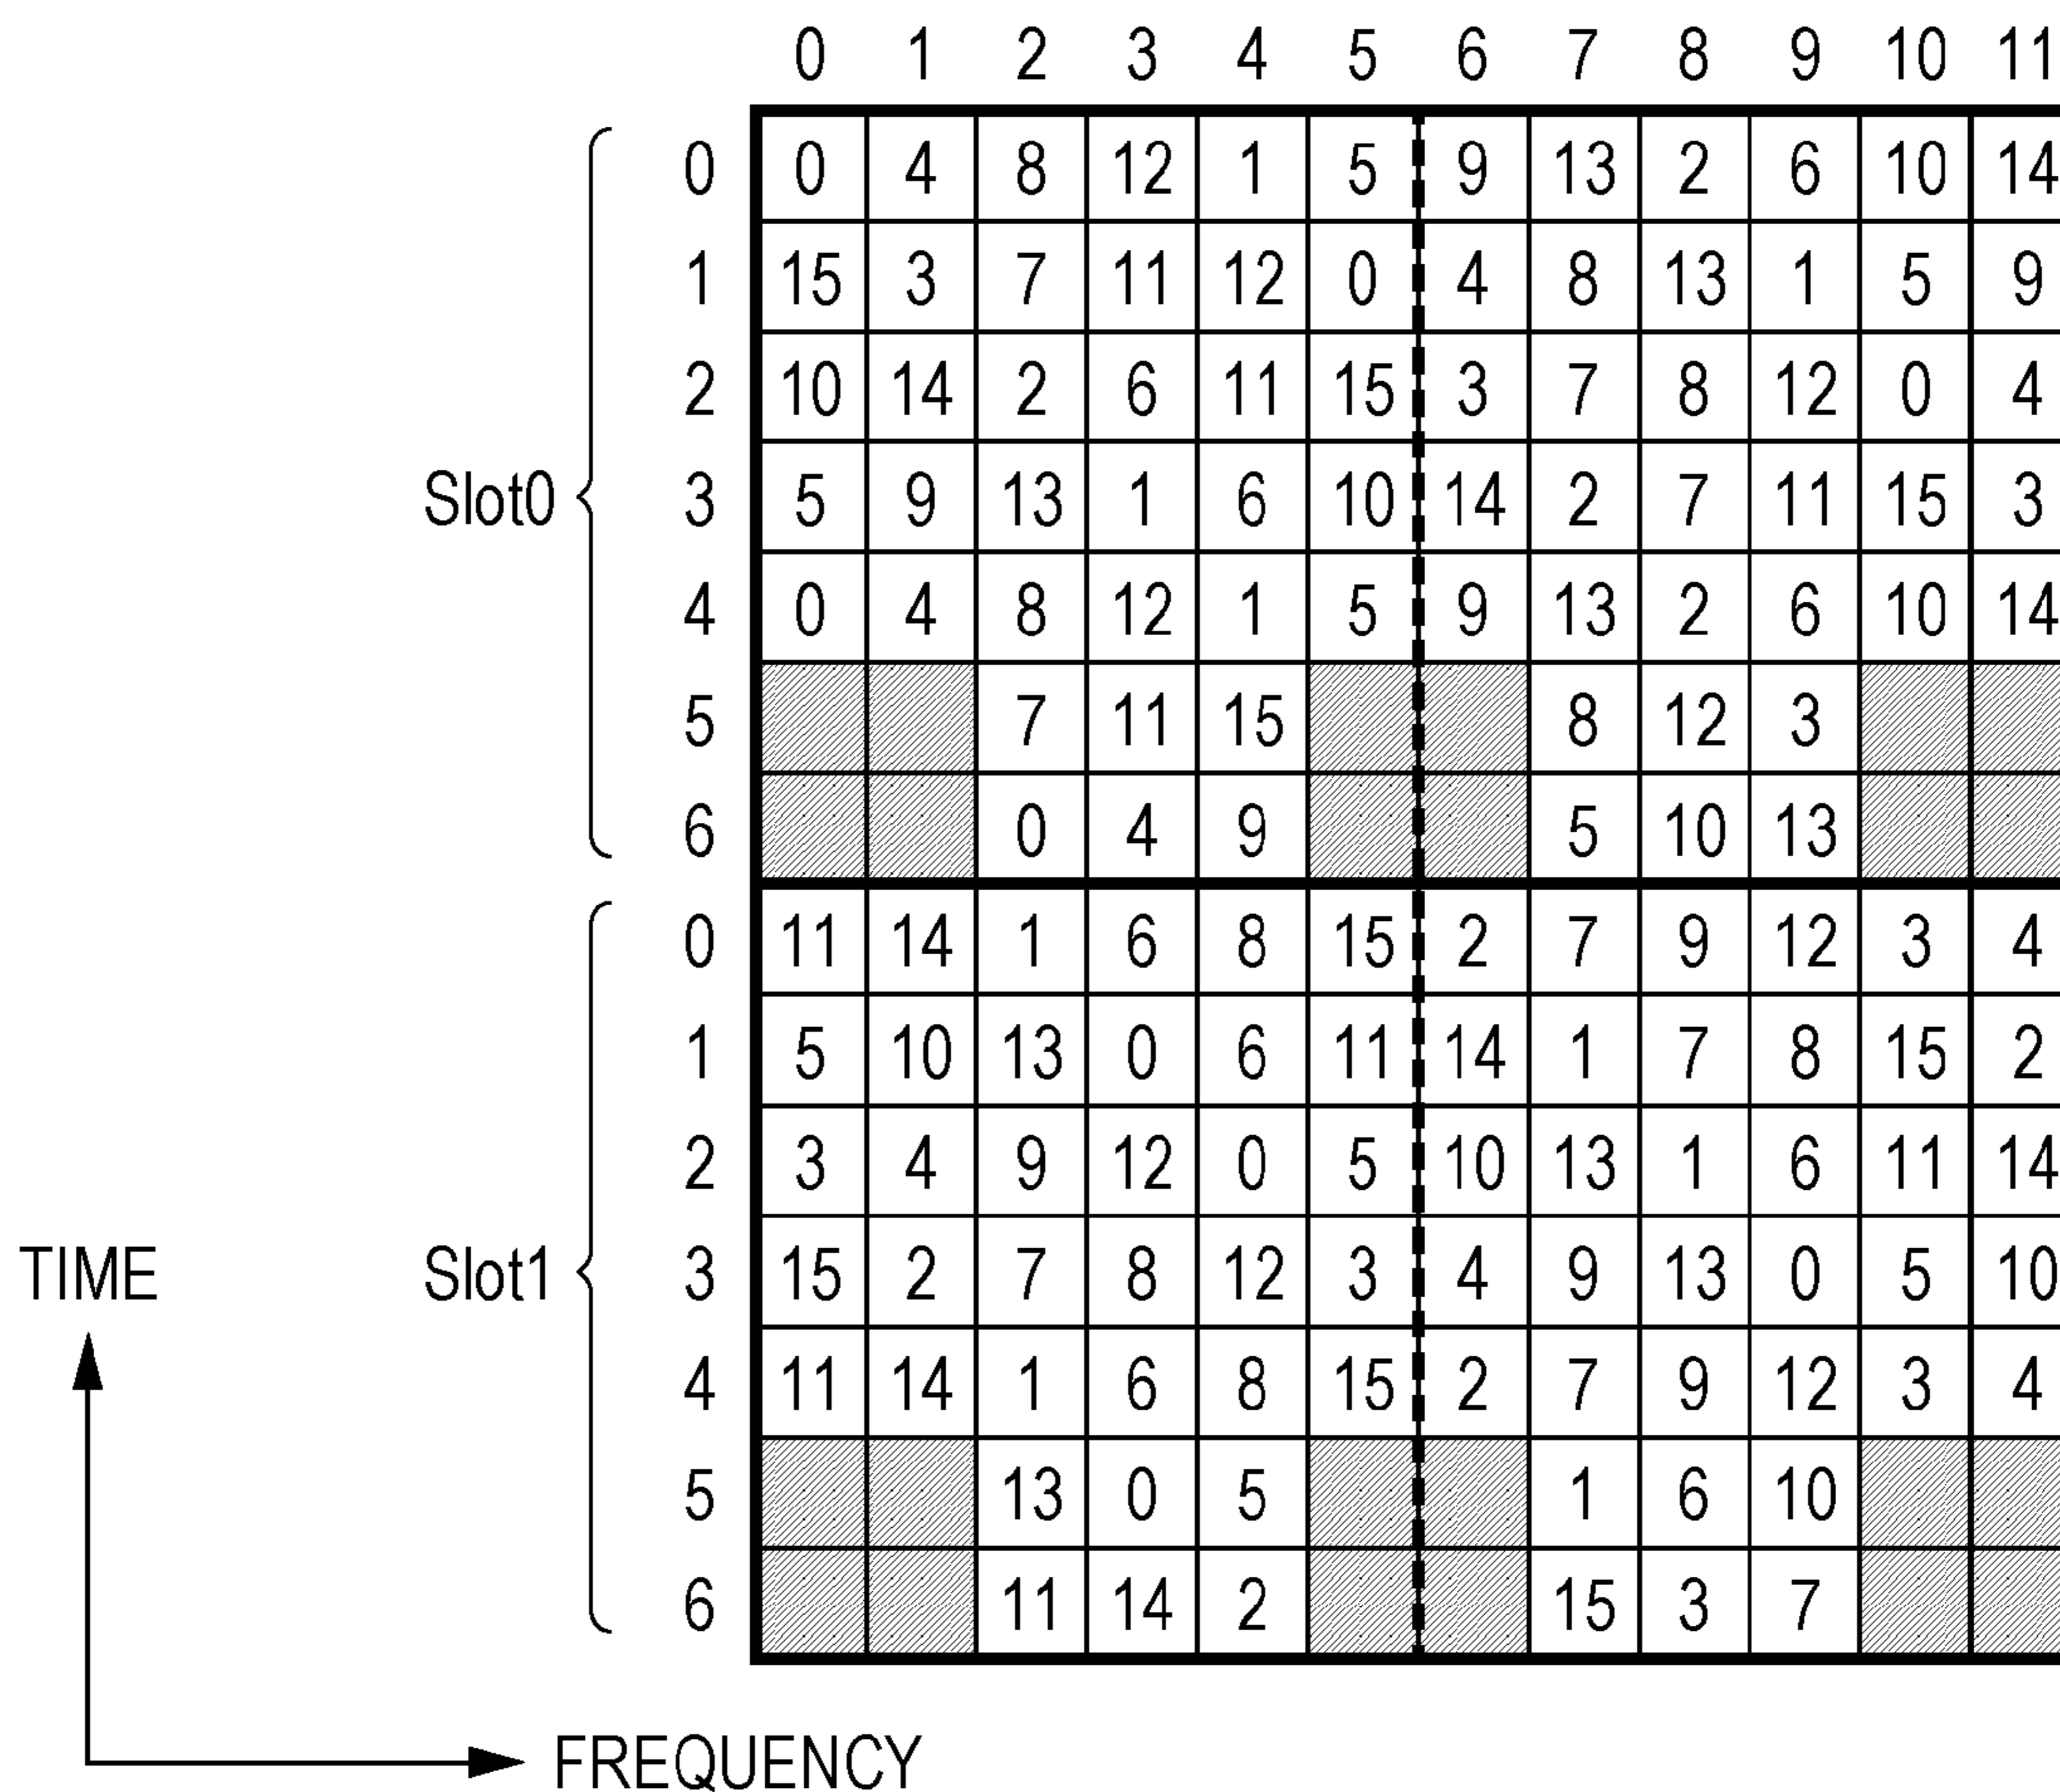 0 1 2 3 4 5 6 7 8 9 10 11
0 0 4 8 12 1 5 9 13 2 6 10 14
1 15 3 7 11 12 0 4 8 13 1 5 9
2 10 14 2 6 11 15 3 7 8 12 0 4
Slot0 3 5 9 13 1 6 10 14 2 7 11 15 3
4 0 4 8 12 1 5 9 13 2 6 10 14
5 7 11 15 8 12 3
6 0 4 9 5 10 13
0 11 14 1 6 8 15 2 7 9 12 3 4
1 5 10 13 0 6 11 14 1 7 8 15 2
2 3 4 9 12 0 5 10 13 1 6 11 14
TIME Slot1 3 15 2 7 8 12 3 4 9 13 0 5 10
4 11 14 1 6 8 15 2 7 9 12 3 4
5 13 0 5 1 6 10
6 11 14 2 15 3 7
FREQUENCY